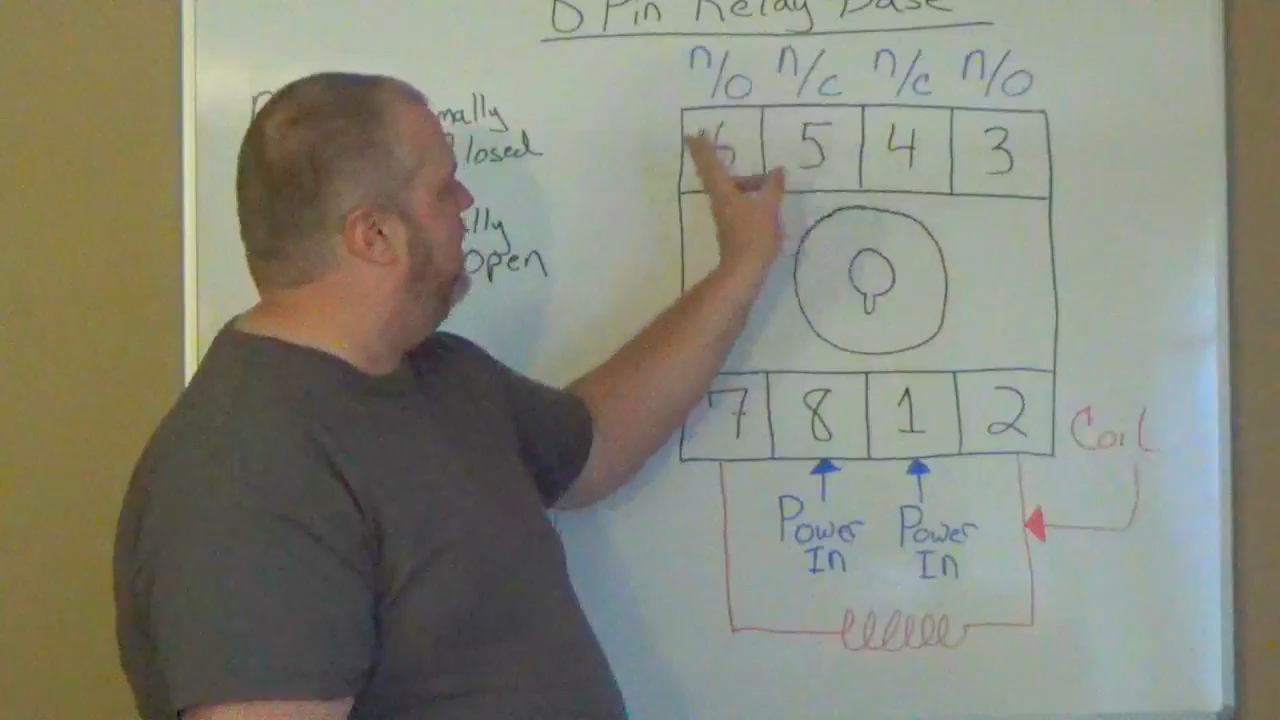 Pin Relay Base
n/o n/c n/c n/o
6 5 4 3
mally
losed
lly
Open
7 8 1 2
Coil
Power In
Power In